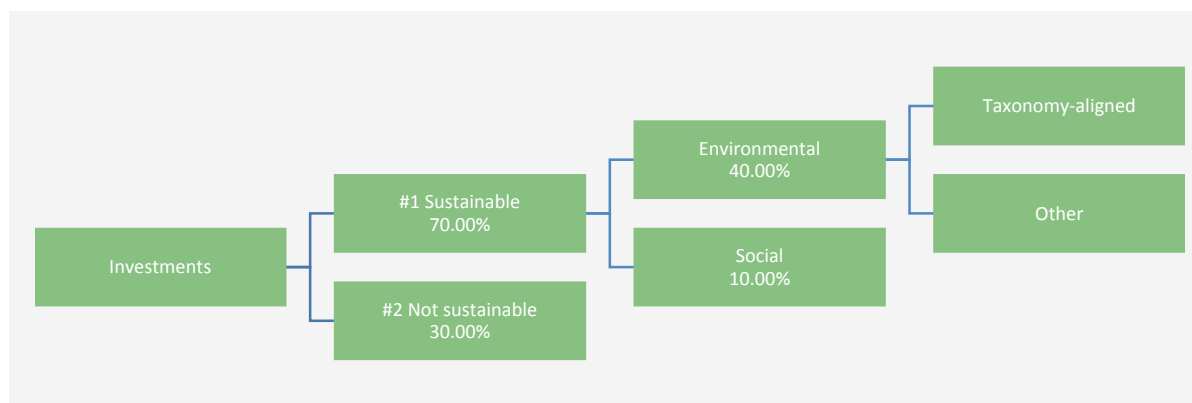 Investments
#1 Sustainable
70.00%
#2 Not sustainable
30.00%
Environmental
40.00%
Social
10.00%
Taxonomy-aligned
Other